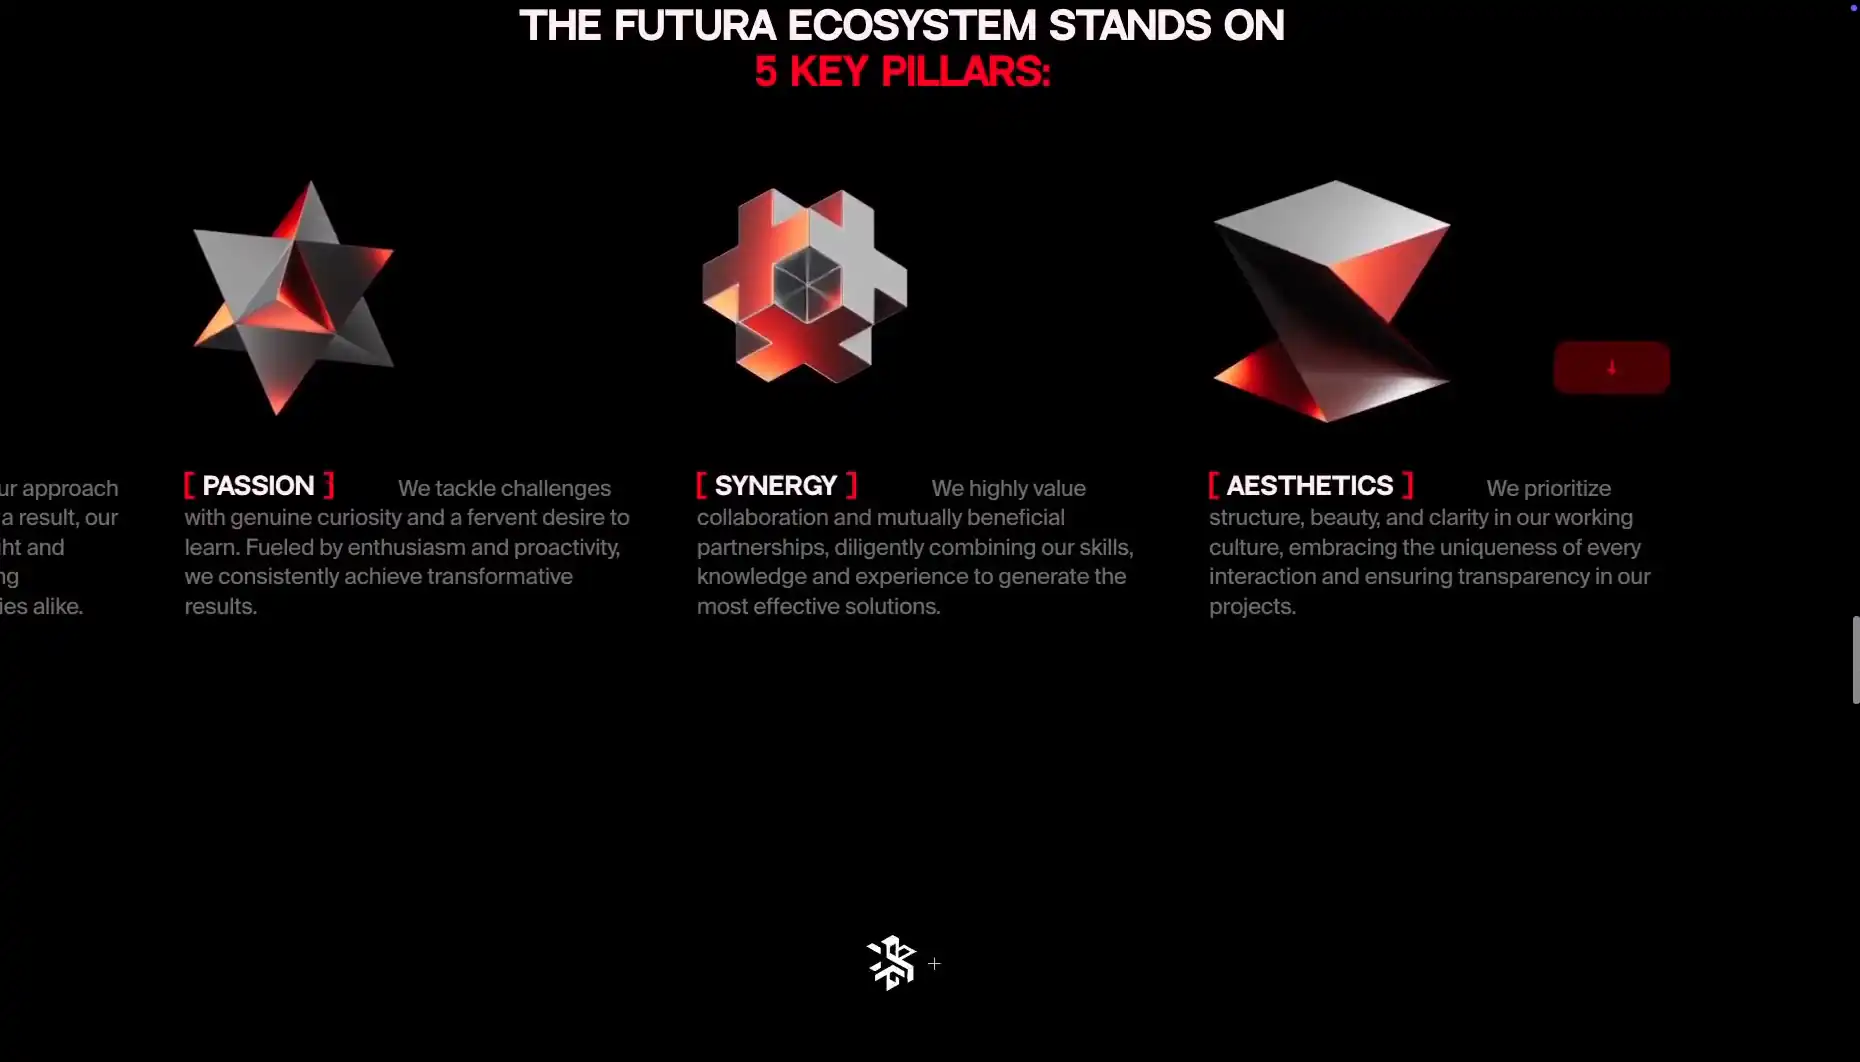 THE FUTURA ECOSYSTEM STANDS ON
5 KEY PILLARS:
ur approach
a result, our
ht and
ng
ies alike.
[ PASSION ] We tackle challenges
with genuine curiosity and a fervent desire to
learn. Fueled by enthusiasm and proactivity,
we consistently achieve transformative
results.
[ SYNERGY ] We highly value
collaboration and mutually beneficial
partnerships, diligently combining our skills,
knowledge and experience to generate the
most effective solutions.
[ AESTHETICS ] We prioritize
structure, beauty, and clarity in our working
culture, embracing the uniqueness of every
interaction and ensuring transparency in our
projects.